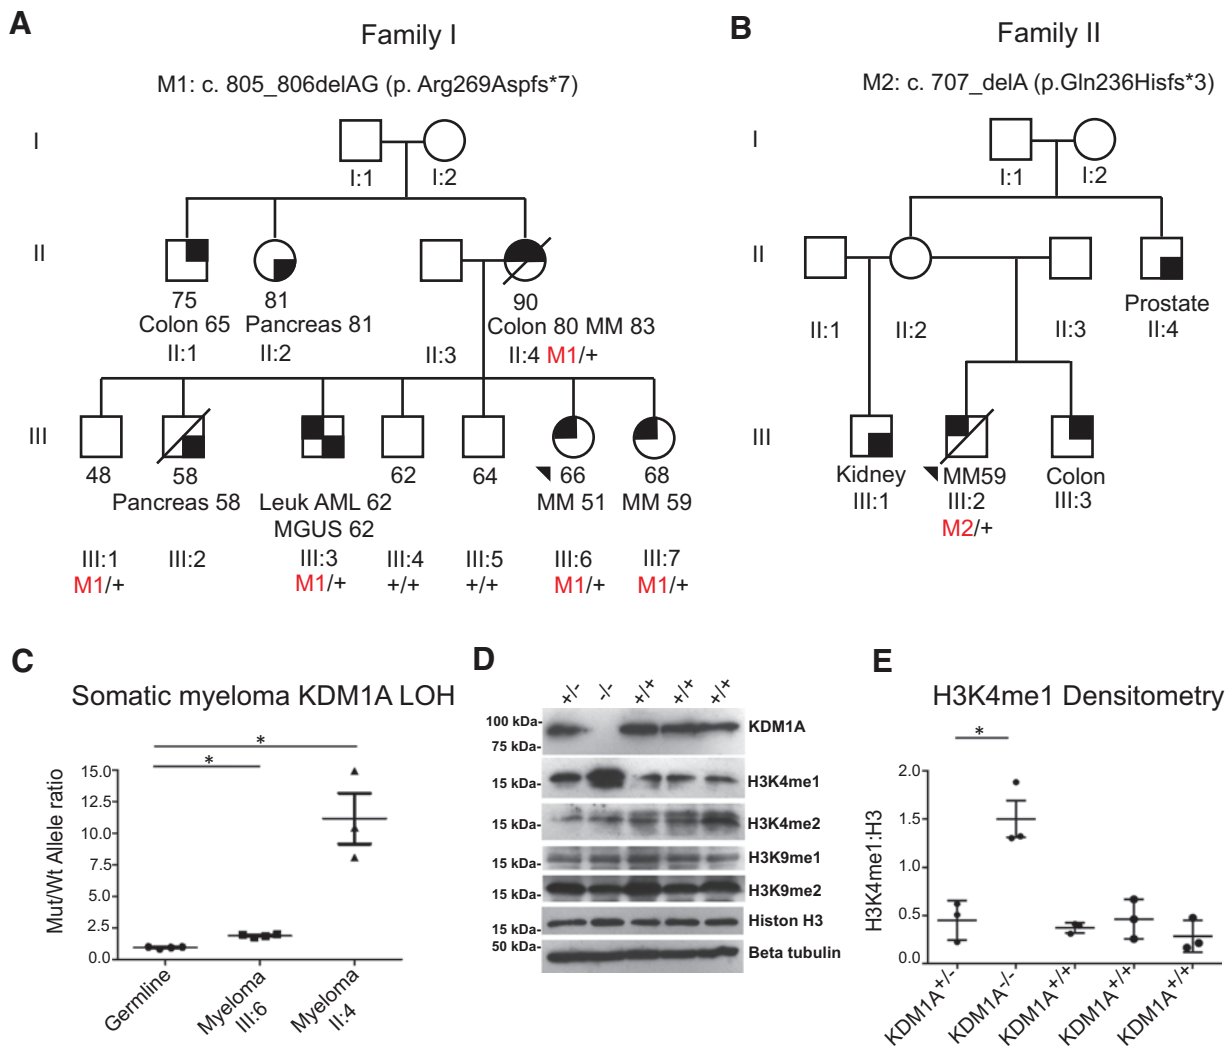 A
Family I
M1: c. 805_806delAG (p. Arg269Aspfs*7)
I
I:1
I:2
II
75
81
90
Colon 65
Pancreas 81
Colon 80 MM 83
II:1
II:2
II:3
II:4 M1/+
III
48
58
62
64
66
68
Pancreas 58
Leuk AML 62
MM 51
MM 59
MGUS 62
III:1
III:2
III:3
III:4
III:5
III:6
III:7
M1/+
M1/+
+/+
+/+
M1/+
M1/+
B
Family II
M2: c. 707_delA (p.Gln236Hisfs*3)
I
I:1
I:2
II
Prostate
II:1
II:2
II:3
II:4
III
Kidney
MM59
Colon
III:1
III:2
III:3
M2/+
C
Somatic myeloma KDM1A LOH
*
*
Mut/Wt Allele ratio
15.0
12.5
10.0
7.5
5.0
2.5
0.0
Germline
Myeloma
III:6
Myeloma
II:4
D
+/-
-/-
+/+
+/+
+/+
100 kDa-
KDM1A
75 kDa-
15 kDa-
H3K4me1
15 kDa-
H3K4me2
15 kDa-
H3K9me1
15 kDa-
H3K9me2
15 kDa-
Histon H3
50 kDa-
Beta tubulin
E
H3K4me1 Densitometry
*
H3K4me1:H3
2.0
1.5
1.0
0.5
0.0
KDM1A+/-
KDM1A-/-
KDM1A+/+
KDM1A+/+
KDM1A+/+